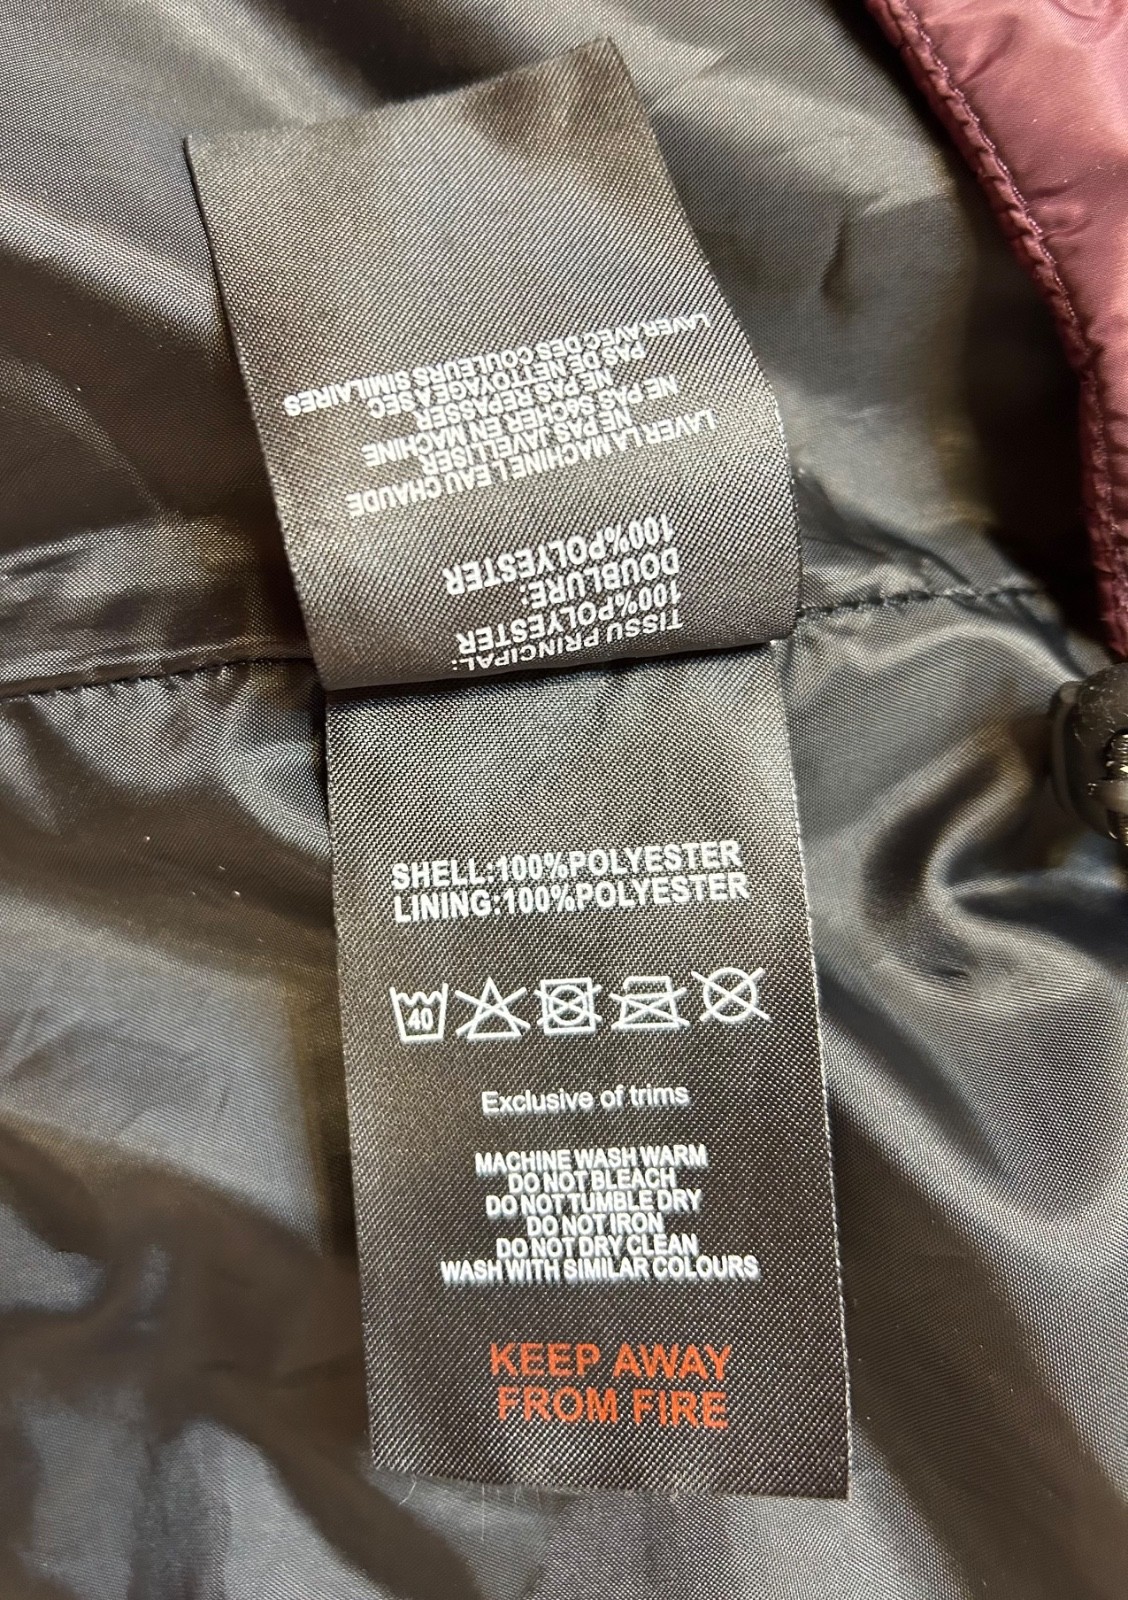 TISSU PRINCIPAL:
100%POLYESTER
DOUBLURE:
100%POLYESTER
LAVER LA MACHINE L EAU CHAUDE
NE PAS JAVELLISER
NE PAS SACHER EN MACHINE
NE PAS REPASSER
PAS DE NETTOYAGE A SEC
LAVER AVEC DES COULEURS SIMILAIRES
SHELL:100%POLYESTER
LINING:100%POLYESTER
40
Exclusive of trims
MACHINE WASH WARM
DO NOT BLEACH
DO NOT TUMBLE DRY
DO NOT IRON
DO NOT DRY CLEAN
WASH WITH SIMILAR COLOURS
KEEP AWAY
FROM FIRE